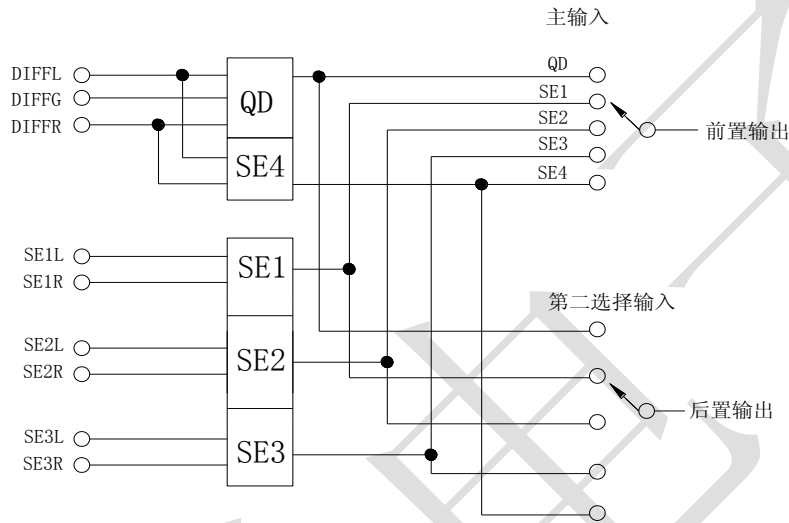 主输入
DIFFL
DIFFG
DIFFR
QD
SE4
QD
SE1
SE2
SE3
SE4
前置输出
SE1L
SE1R
SE1
SE2L
SE2R
SE2
SE3L
SE3R
SE3
第二选择输入
后置输出